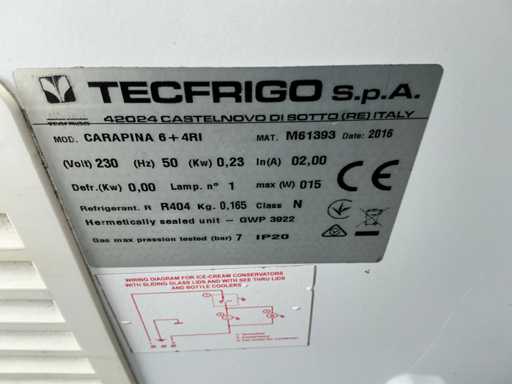 TECFRIGO S.p.A.
42024 CASTELNOVO DI SOTTO (RE) ITALY
MOD. CARAPINA 6+4RI MAT. M61393 Date: 2016
(Volt) 230 (Hz) 50 (Kw) 0,23 In(A) 02,00
Defr.(Kw) 0,00 Lamp. n° 1 max (W) 015
Refrigerant. R R404 Kg. 0,165 Class N
Hermetically sealed unit - GWP 3922
Gas max pression tested (bar) 7 IP20
CE
WIRING DIAGRAM FOR ICE-CREAM CONSERVATORS
WITH SLIDING GLASS LIDS AND WITH SEE THRU LIDS
AND BOTTLE COOLERS